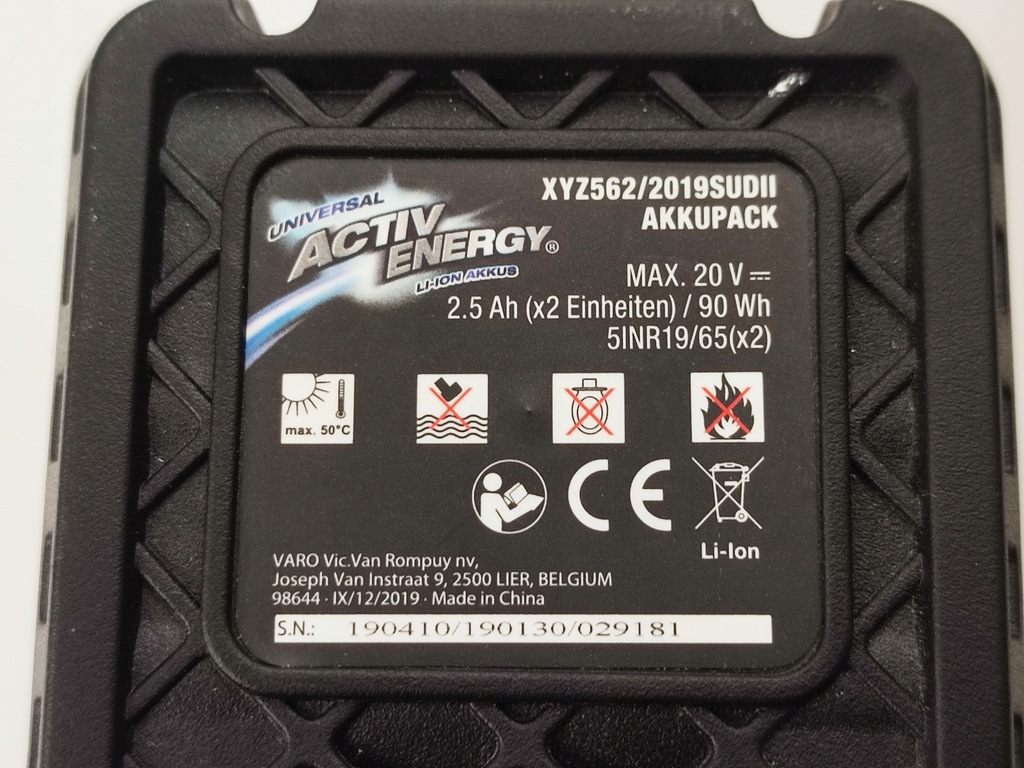 XYZ562/2019SUDII
AKKUPACK
UNIVERSAL
ACTIV
ENERGY®
LI-ION AKKUS
MAX. 20 V ⎓
2.5 Ah (x2 Einheiten) / 90 Wh
5INR19/65(x2)
max. 50°C
CE
Li-Ion
VARO Vic.Van Rompuy nv,
Joseph Van Instraat 9, 2500 LIER, BELGIUM
98644 · IX/12/2019 · Made in China
S.N.: 190410/190130/029181